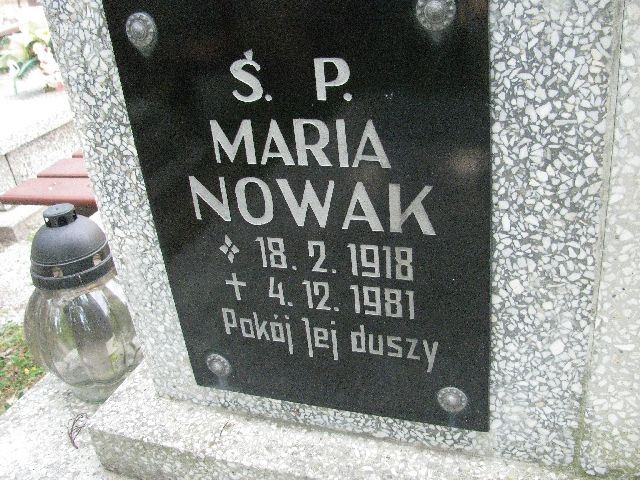 Ś. P.
MARIA
NOWAK
18. 2. 1918
✝ 4. 12. 1981
Pokój Jej duszy